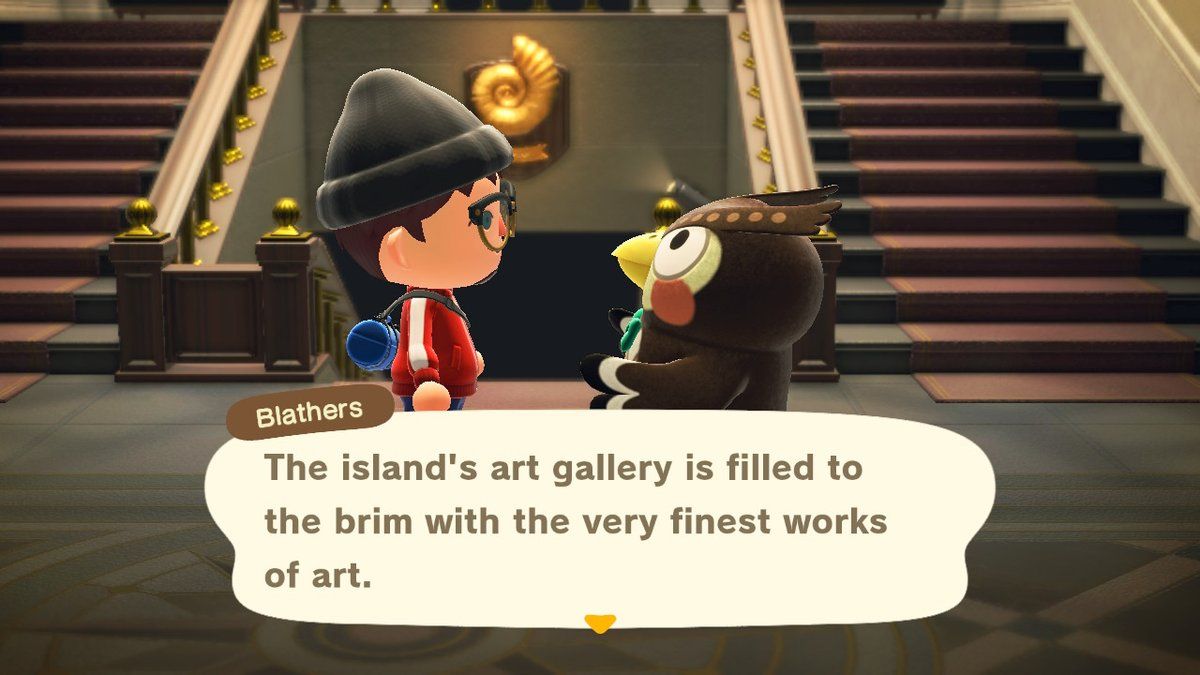 Blathers
The island's art gallery is filled to
the brim with the very finest works
of art.